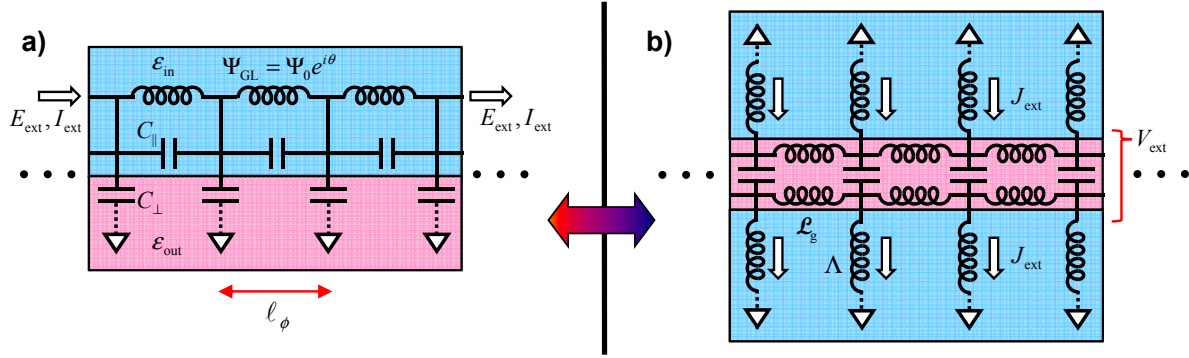 a)
ε_in
Ψ_GL = Ψ_0 e^{iθ}
E_ext, I_ext
E_ext, I_ext
C_∥
C_⊥
ε_out
ℓ_ϕ
b)
J_ext
V_ext
ℒ_g
Λ
J_ext